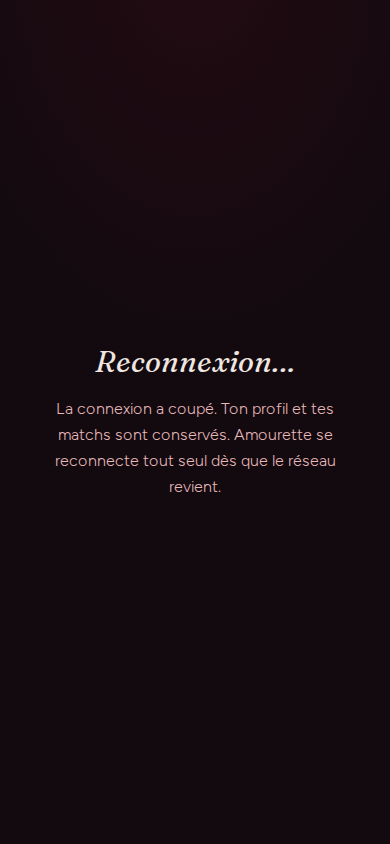 Reconnexion...
La connexion a coupé. Ton profil et tes
matchs sont conservés. Amourette se
reconnecte tout seul dès que le réseau
revient.